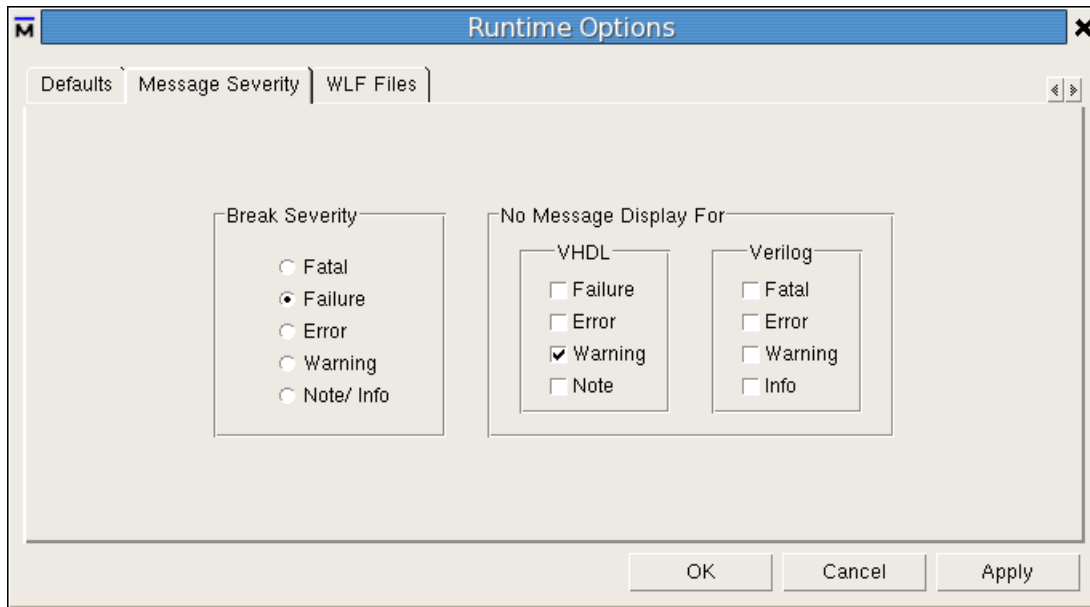 Runtime Options
Defaults
Message Severity
WLF Files
Break Severity
Fatal
Failure
Error
Warning
Note/ Info
No Message Display For
VHDL
Failure
Error
Warning
Note
Verilog
Fatal
Error
Warning
Info
OK
Cancel
Apply